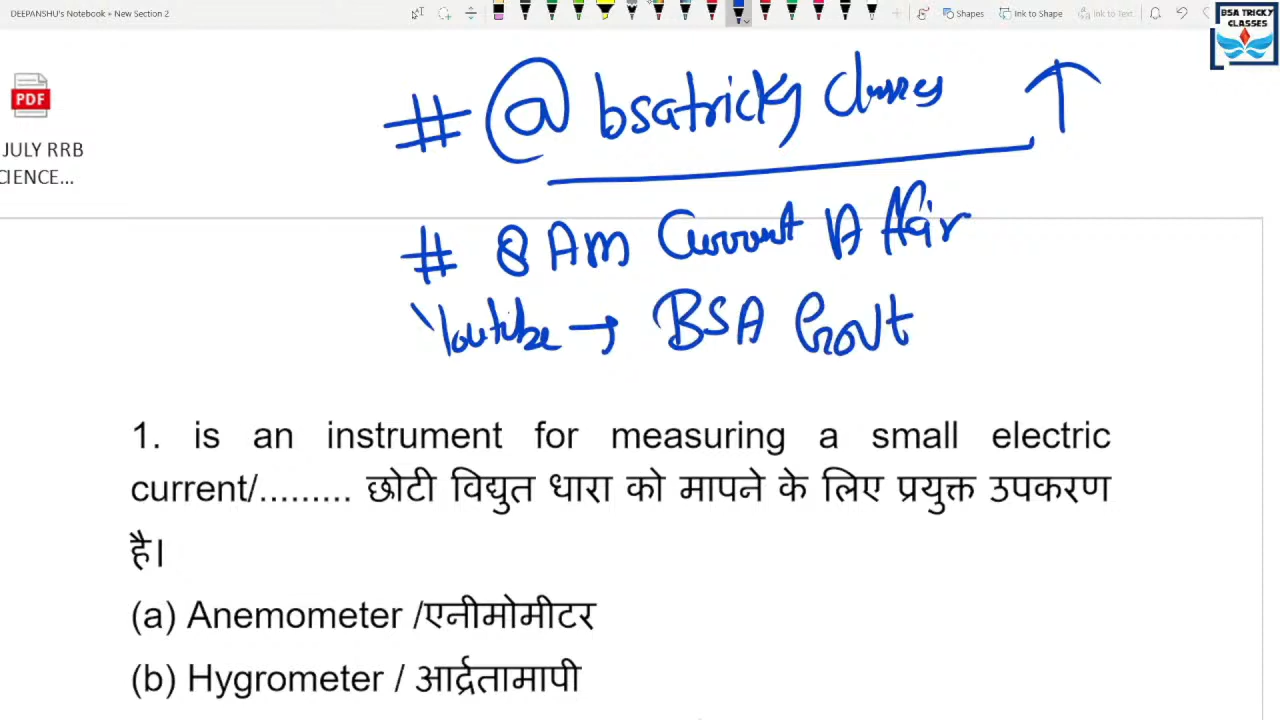 DEEPANSHU's Notebook » New Section 2
Shapes
Ink to Shape
Ink to Text
BSA TRICKY
CLASSES
PDF
JULY RRB
CIENCE...
# @bsatricky classes ↑
# 8 AM Current Affair
Youtube → BSA Govt
1. is an instrument for measuring a small electric
current/......... छोटी विद्युत धारा को मापने के लिए प्रयुक्त उपकरण
है।
(a) Anemometer /एनीमोमीटर
(b) Hygrometer / आर्द्रतामापी